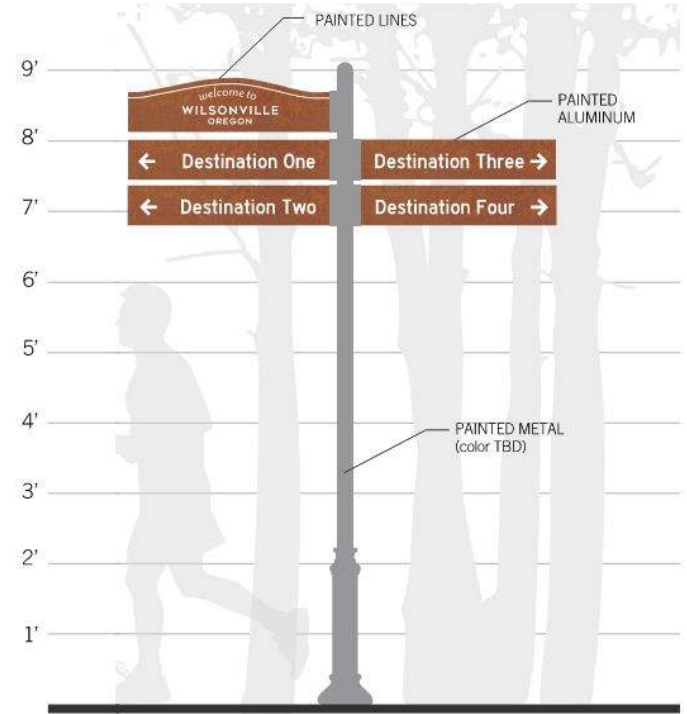 PAINTED LINES
9'
welcome to
WILSONVILLE
OREGON
PAINTED
ALUMINUM
8'
← Destination One
Destination Three →
7'
← Destination Two
Destination Four →
6'
5'
4'
PAINTED METAL
(color TBD)
3'
2'
1'